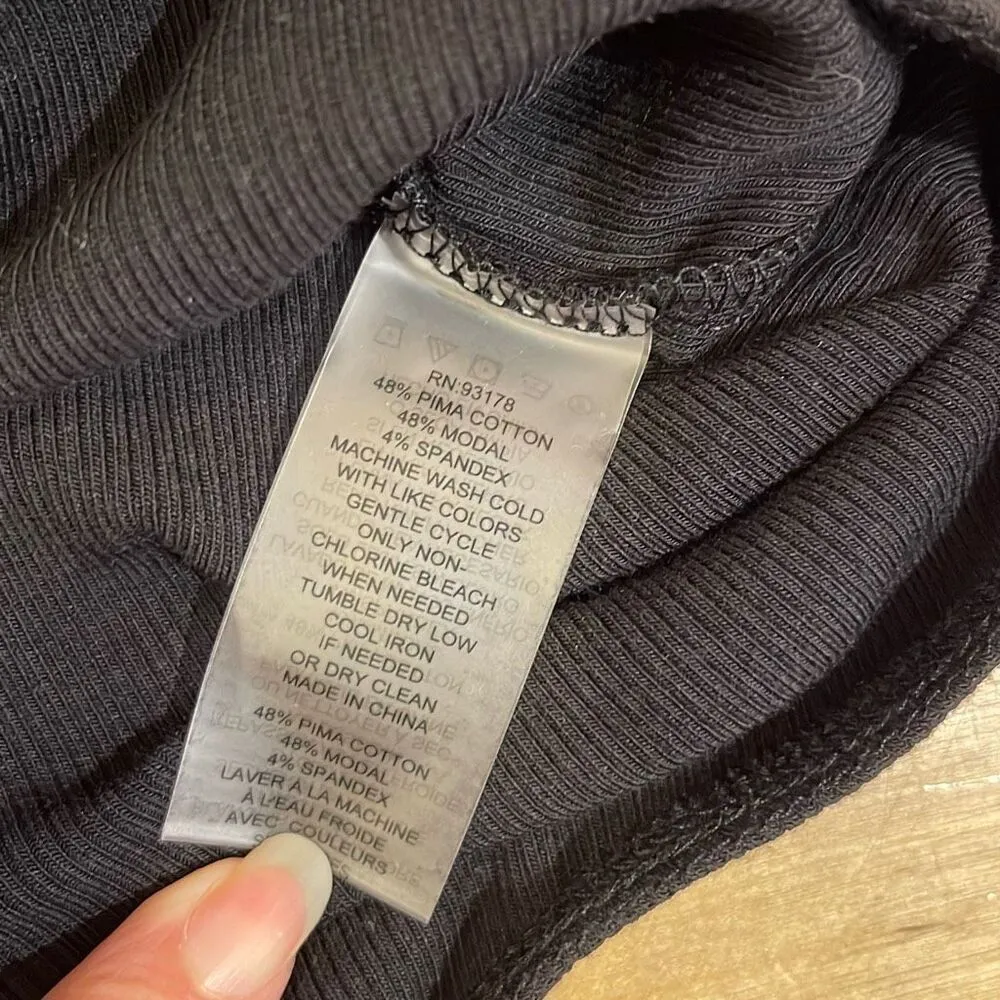 RN:93178
48% PIMA COTTON
48% MODAL
4% SPANDEX
MACHINE WASH COLD
WITH LIKE COLORS
GENTLE CYCLE
ONLY NON-
CHLORINE BLEACH
WHEN NEEDED
TUMBLE DRY LOW
COOL IRON
IF NEEDED
OR DRY CLEAN
MADE IN CHINA
48% PIMA COTTON
48% MODAL
4% SPANDEX
LAVER A LA MACHINE
A L'EAU FROIDE
AVEC COULEURS